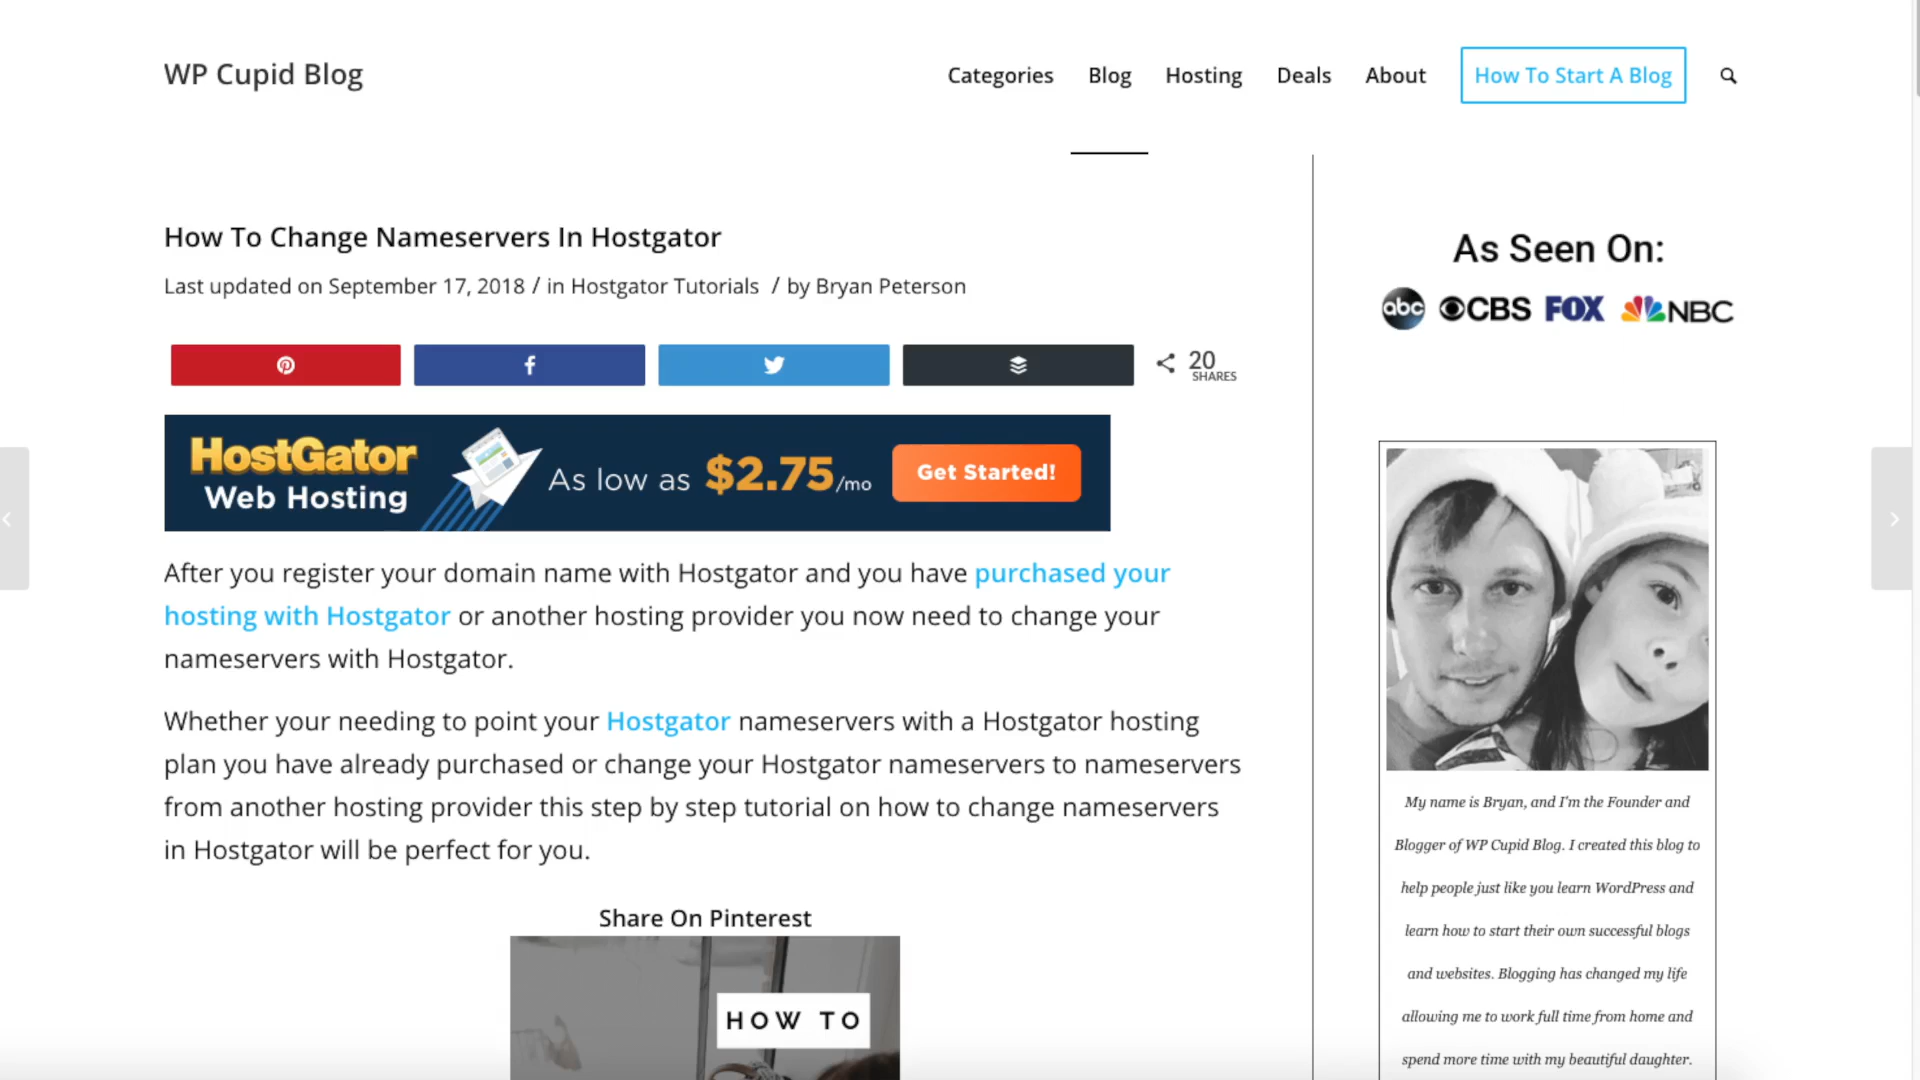 WP Cupid Blog
Categories Blog Hosting Deals About How To Start A Blog
How To Change Nameservers In Hostgator
Last updated on September 17, 2018 / in Hostgator Tutorials / by Bryan Peterson
20
SHARES
HostGator
Web Hosting
As low as $2.75/mo
Get Started!
After you register your domain name with Hostgator and you have purchased your
hosting with Hostgator or another hosting provider you now need to change your
nameservers with Hostgator.
Whether your needing to point your Hostgator nameservers with a Hostgator hosting
plan you have already purchased or change your Hostgator nameservers to nameservers
from another hosting provider this step by step tutorial on how to change nameservers
in Hostgator will be perfect for you.
Share On Pinterest
HOW TO
As Seen On:
abc CBS FOX NBC
My name is Bryan, and I'm the Founder and
Blogger of WP Cupid Blog. I created this blog to
help people just like you learn WordPress and
learn how to start their own successful blogs
and websites. Blogging has changed my life
allowing me to work full time from home and
spend more time with my beautiful daughter.